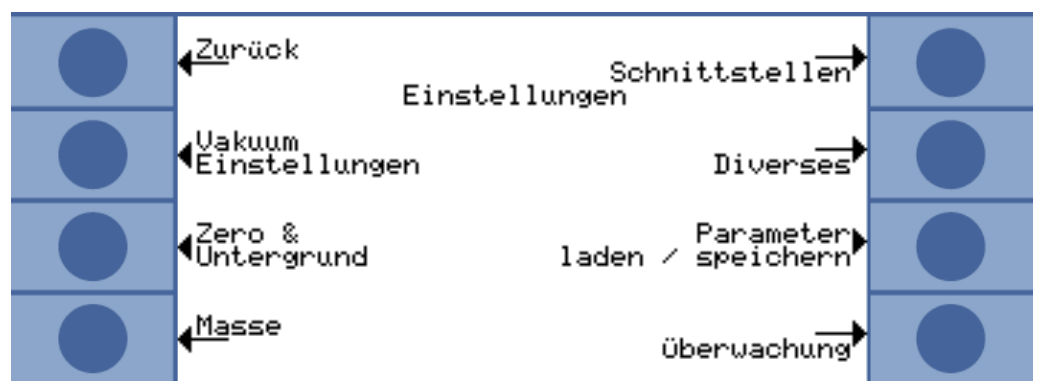 Zurück
Schnittstellen
Einstellungen
Vakuum
Einstellungen
Diverses
Zero &
Untergrund
Parameter
laden / speichern
Masse
Überwachung